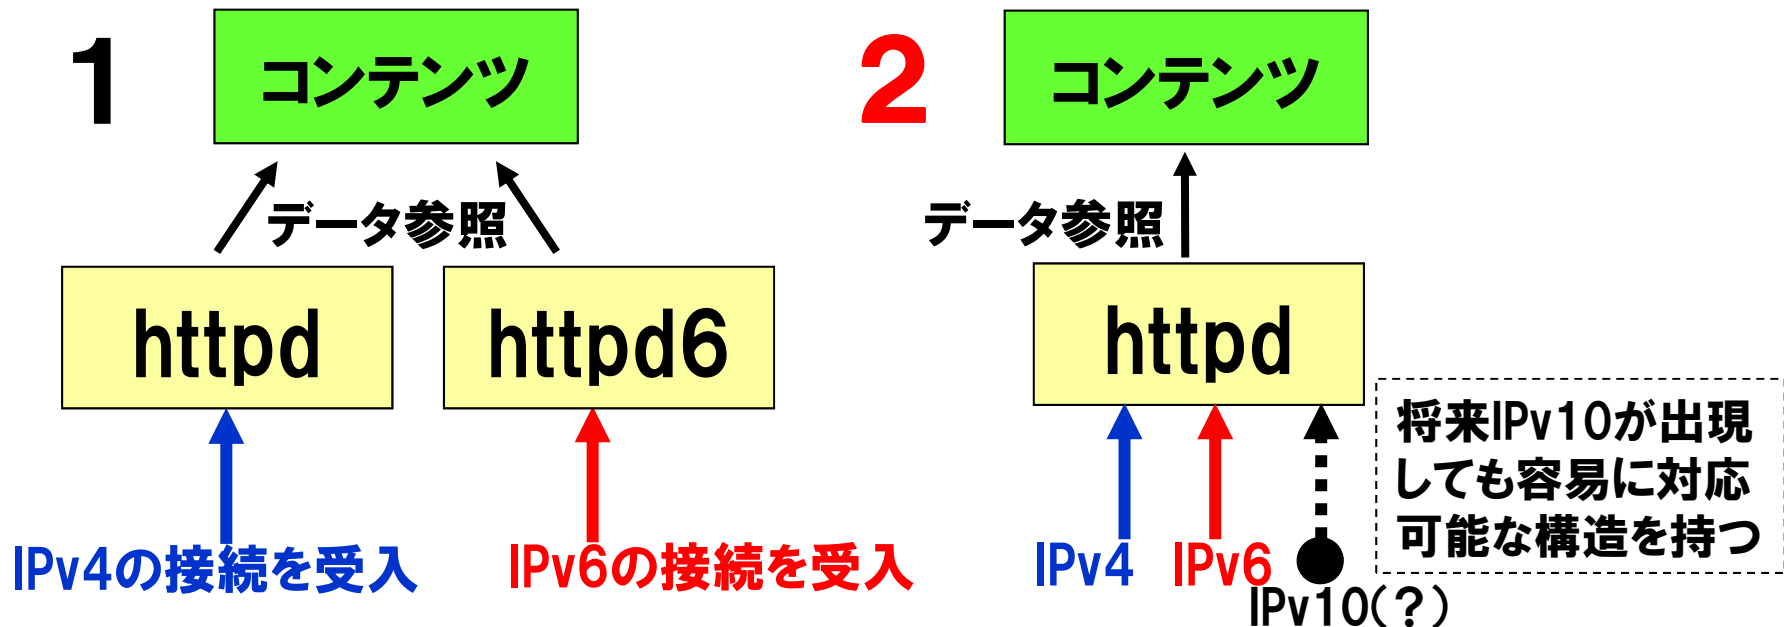 1
コンテンツ
データ参照
httpd
httpd6
IPv4の接続を受入
IPv6の接続を受入
2
コンテンツ
データ参照
httpd
IPv4
IPv6
IPv10(?)
将来IPv10が出現
しても容易に対応
可能な構造を持つ